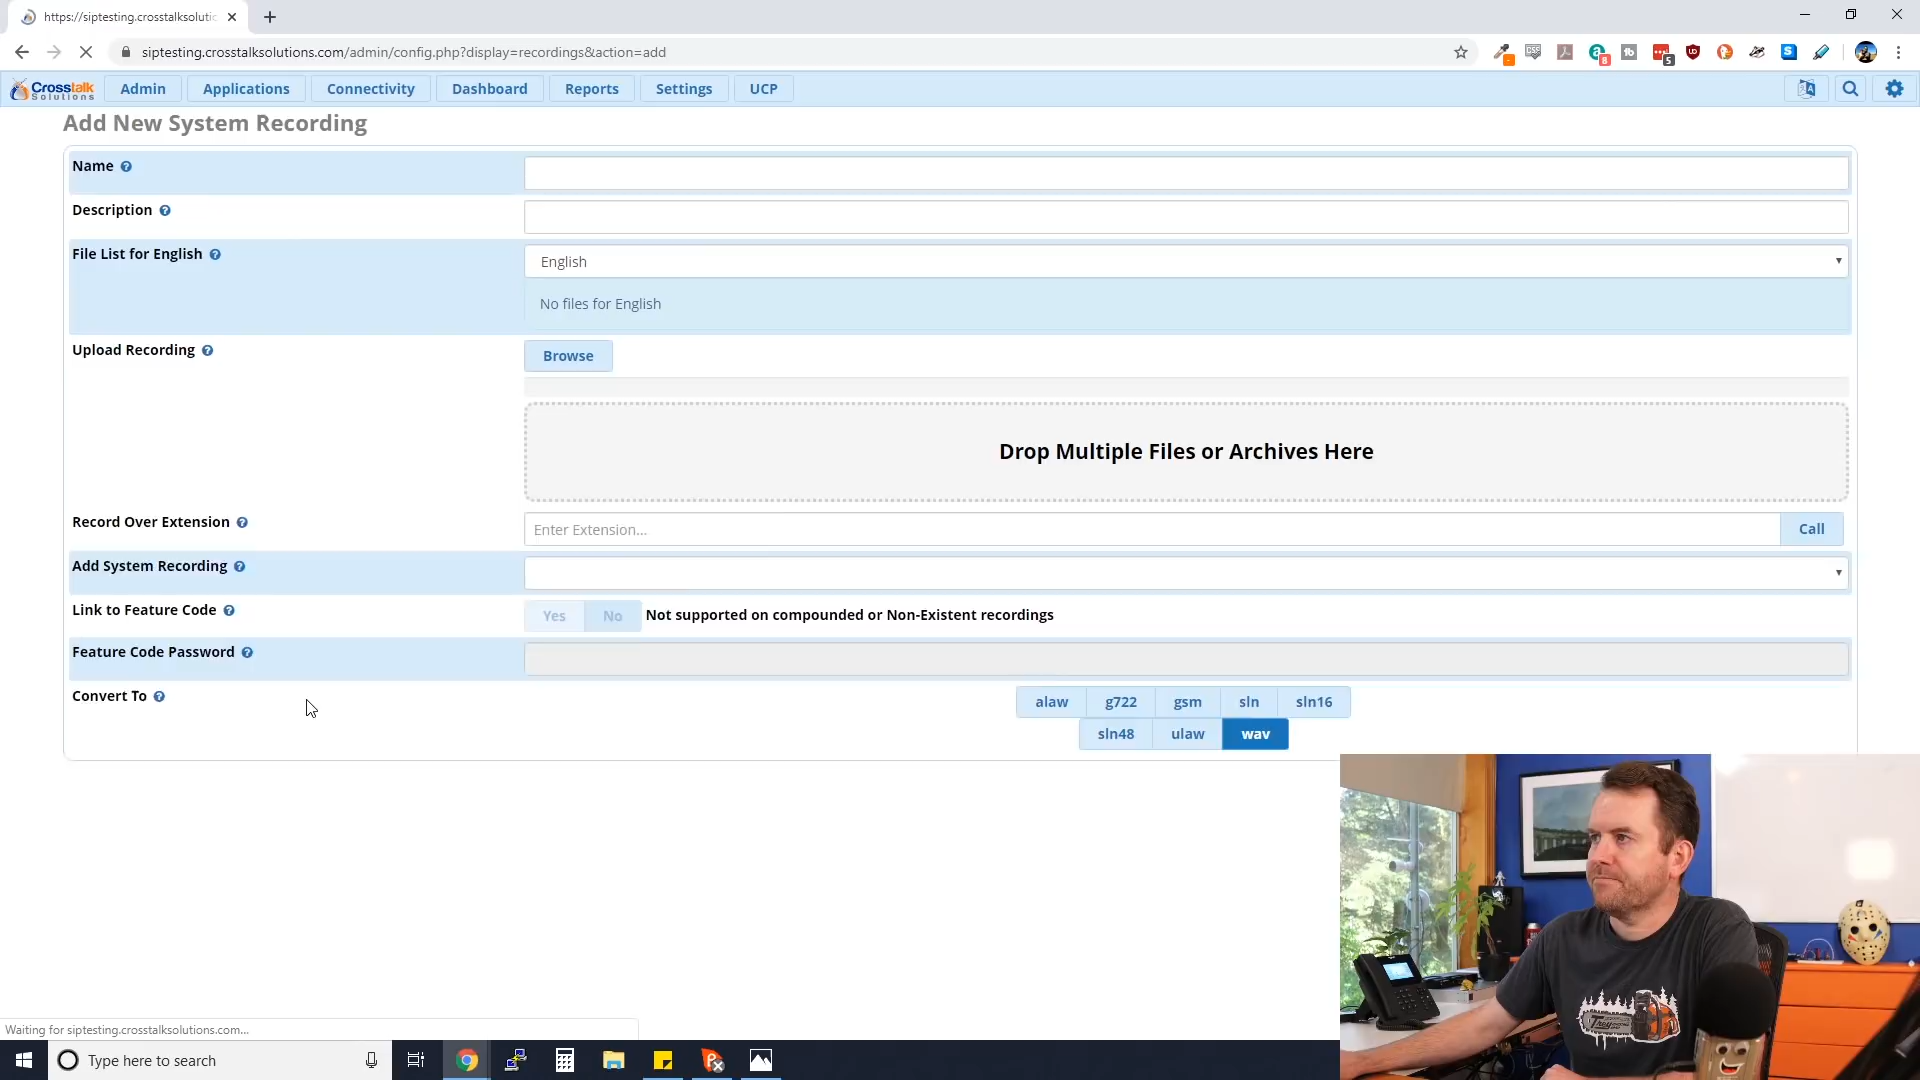 https://siptesting.crosstalksolutic
siptesting.crosstalksolutions.com/admin/config.php?display=recordings&action=add
Crosstalk
Solutions
Admin
Applications
Connectivity
Dashboard
Reports
Settings
UCP
Add New System Recording
Name
Description
File List for English
English
No files for English
Upload Recording
Browse
Drop Multiple Files or Archives Here
Record Over Extension
Enter Extension...
Call
Add System Recording
Link to Feature Code
Yes
No
Not supported on compounded or Non-Existent recordings
Feature Code Password
Convert To
alaw
g722
gsm
sln
sln16
sln48
ulaw
wav
Waiting for siptesting.crosstalksolutions.com...
Type here to search